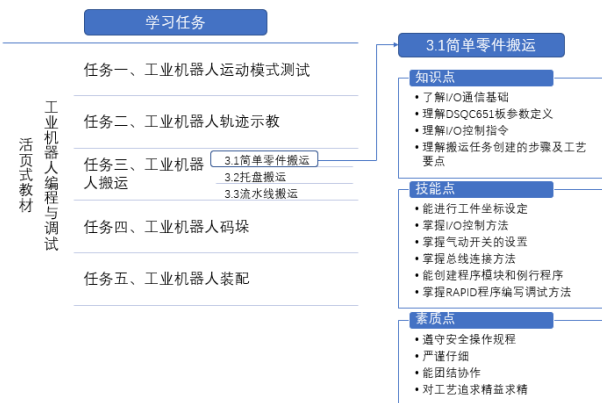 学习任务
工业机器人编程与调试
活页式教材
任务一、工业机器人运动模式测试
任务二、工业机器人轨迹示教
任务三、工业机器
人搬运
3.1简单零件搬运
3.2托盘搬运
3.3流水线搬运
任务四、工业机器人码垛
任务五、工业机器人装配
3.1简单零件搬运
知识点
• 了解I/O通信基础
• 理解DSQC651板参数定义
• 理解I/O控制指令
• 理解搬运任务创建的步骤及工艺
要点
技能点
• 能进行工件坐标设定
• 掌握I/O控制方法
• 掌握气动开关的设置
• 掌握总线连接方法
• 能创建程序模块和例行程序
• 掌握RAPID程序编写调试方法
素质点
• 遵守安全操作规程
• 严谨仔细
• 能团结协作
• 对工艺追求精益求精